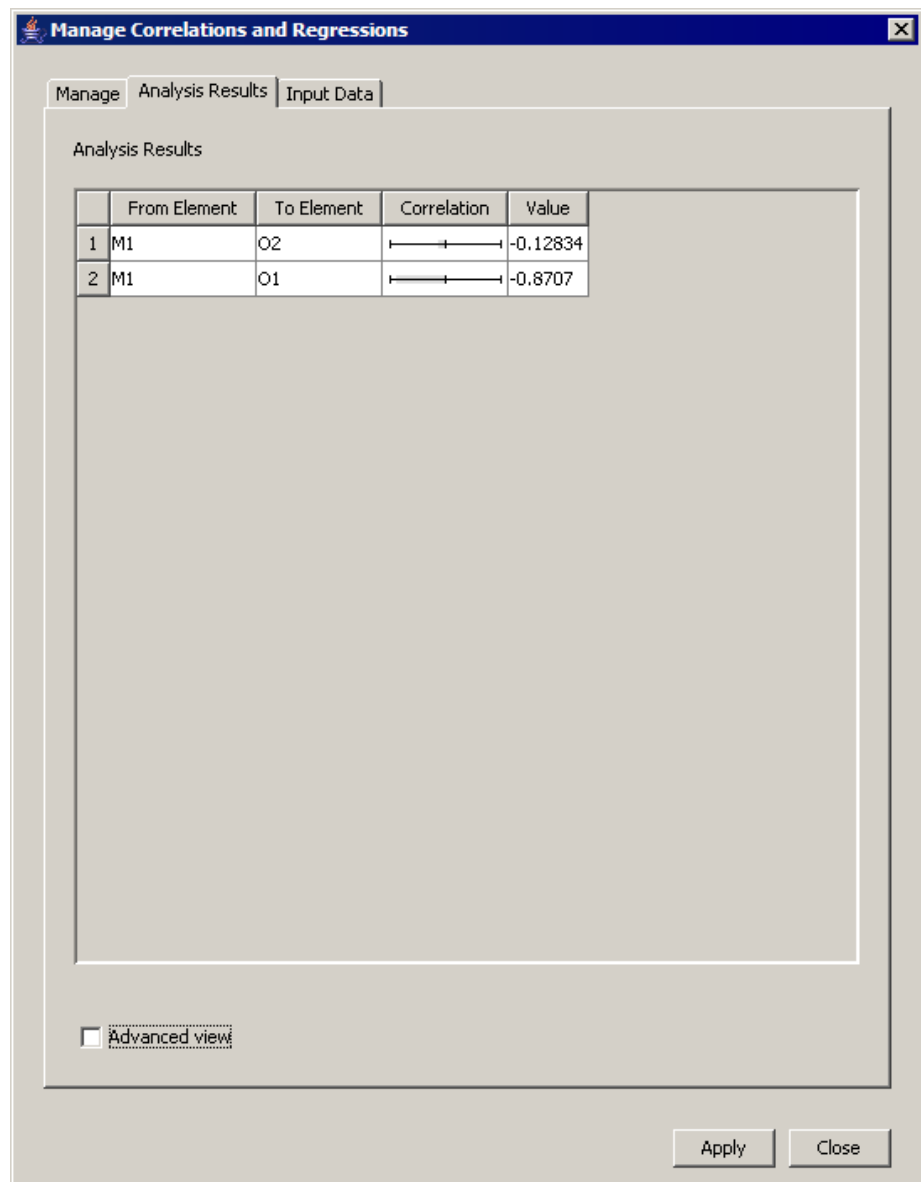 Manage Correlations and Regressions
Manage Analysis Results Input Data
Analysis Results
From Element To Element Correlation Value
1 M1 O2 -0.12834
2 M1 O1 -0.8707
Advanced view
Apply Close